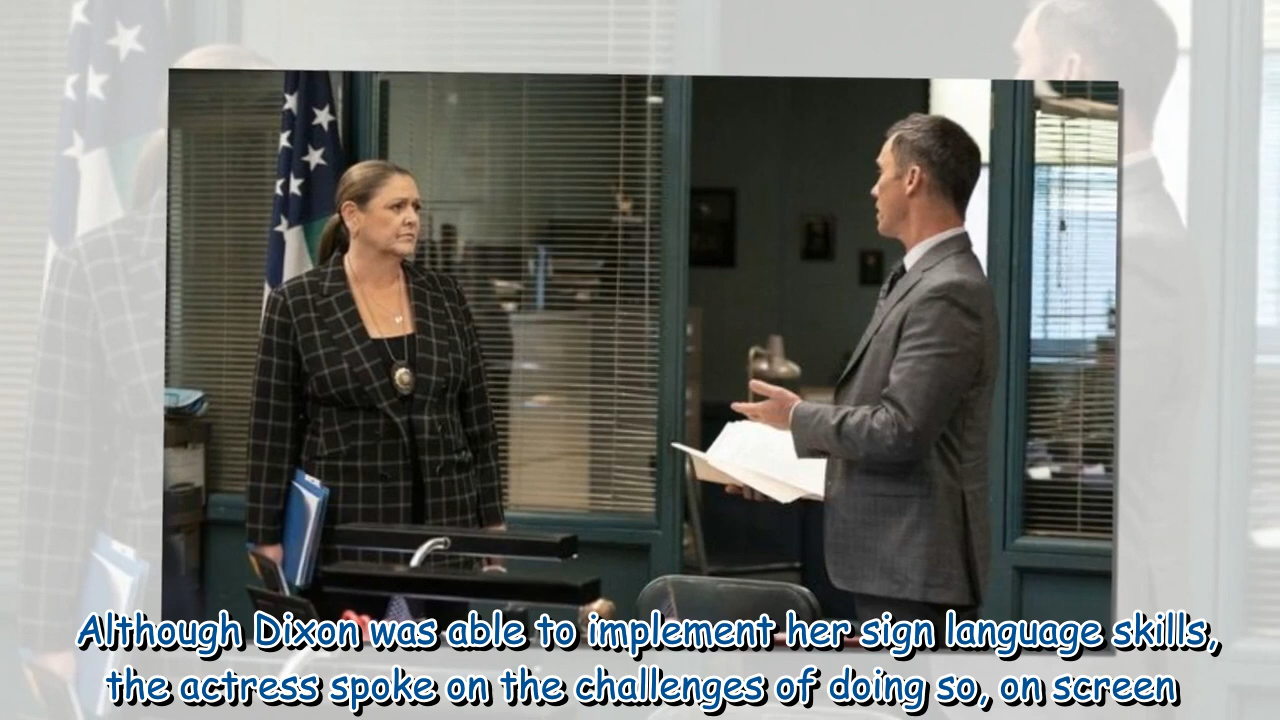 Although Dixon was able to implement her sign language skills,
the actress spoke on the challenges of doing so, on screen